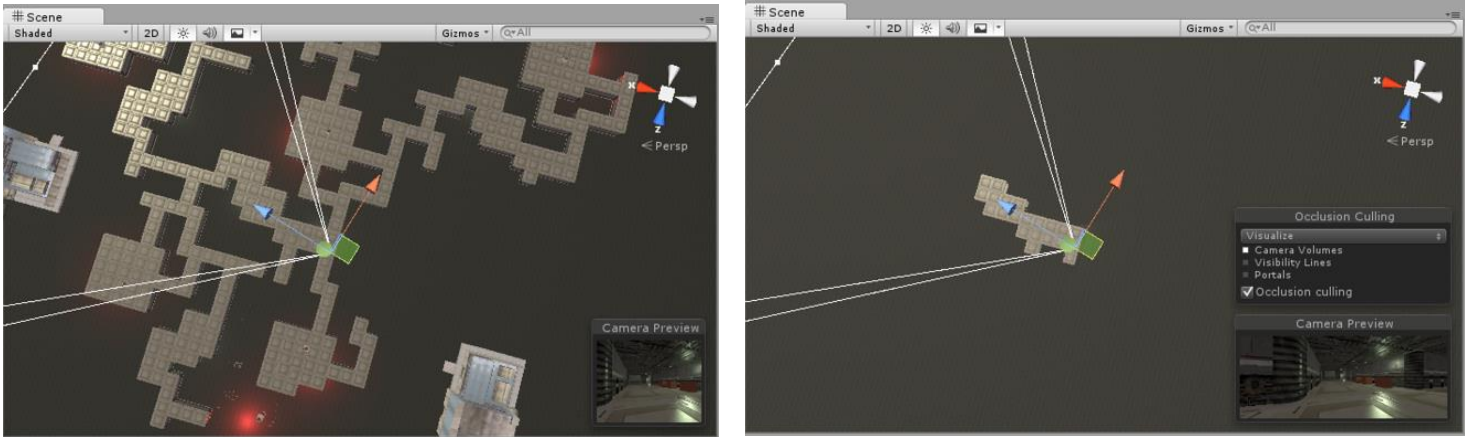 Scene
Shaded 2D Gizmos All
x
z
Persp
Camera Preview
Scene
Shaded 2D Gizmos All
x
z
Persp
Occlusion Culling
Visualize
Camera Volumes
Visibility Lines
Portals
Occlusion culling
Camera Preview